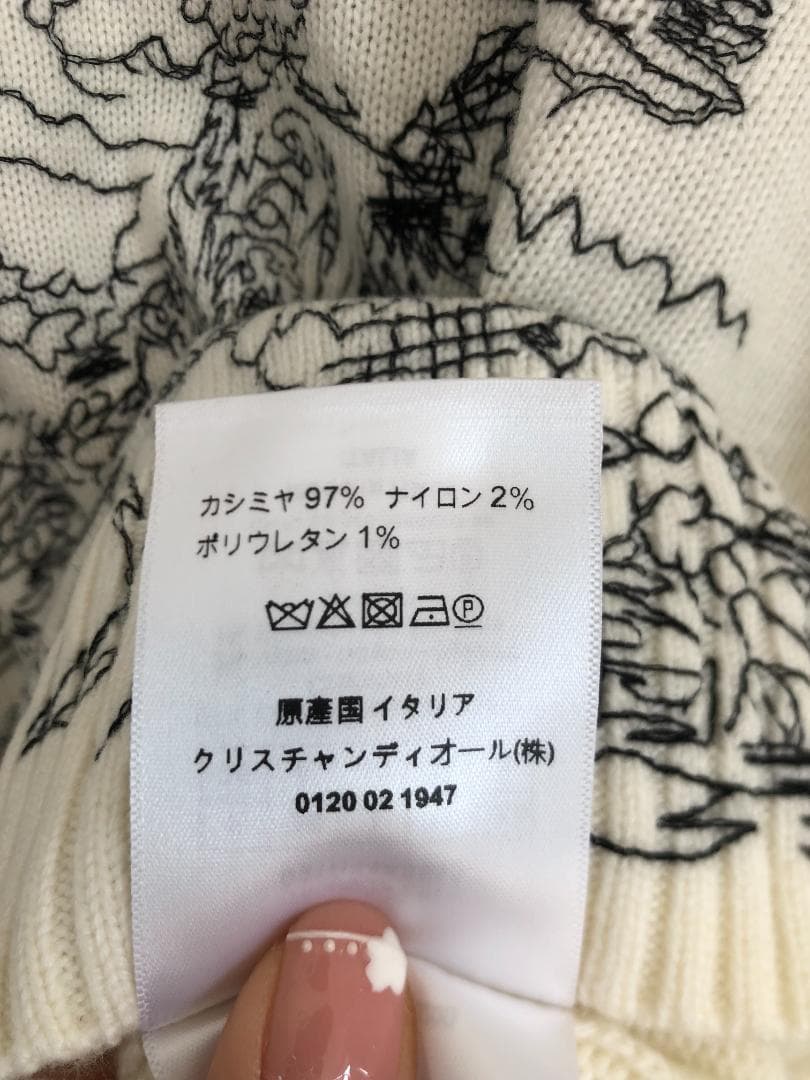 カシミヤ 97% ナイロン 2%
ポリウレタン 1%
P
原産国 イタリア
クリスチャンディオール(株)
0120 02 1947